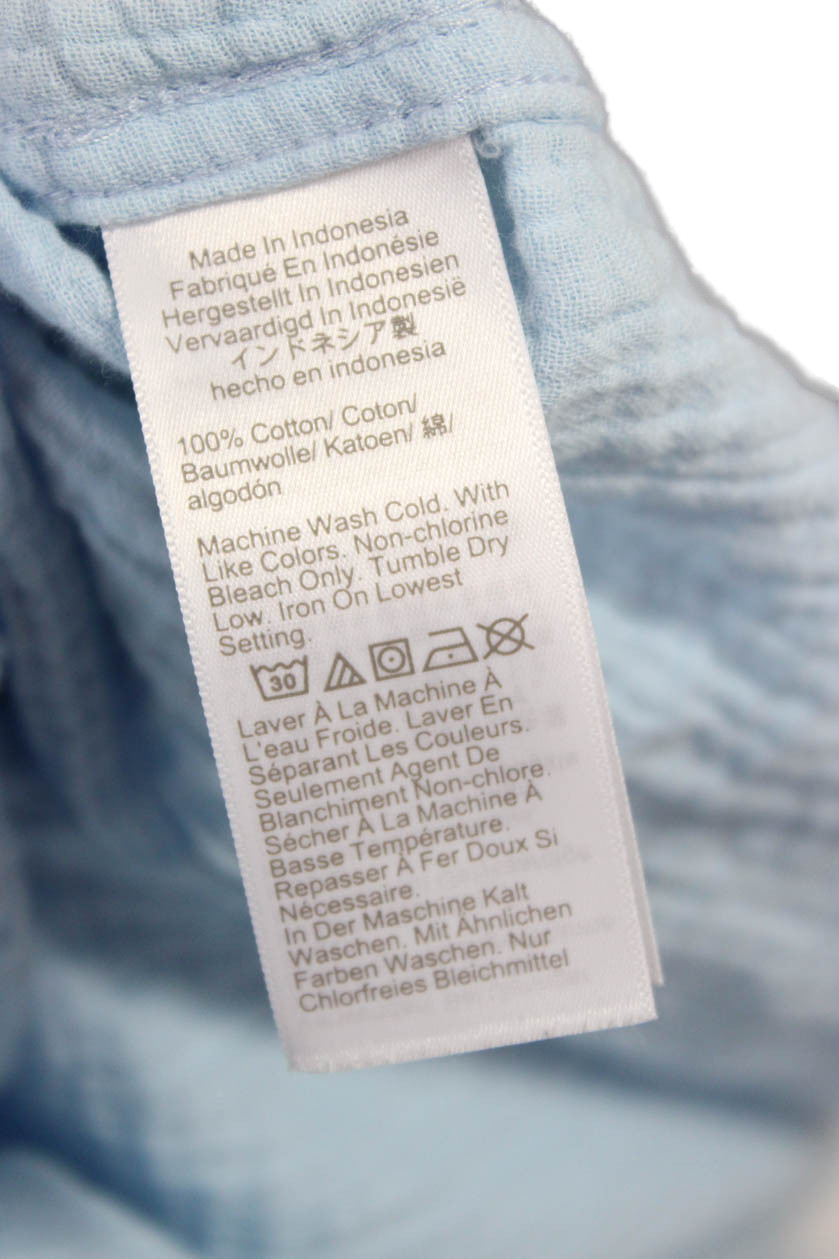 Made In Indonesia
Fabriqué En Indonésie
Hergestellt In Indonesien
Vervaardigd In Indonesië
インドネシア製
hecho en indonesia
100% Cotton/ Coton/
Baumwolle/ Katoen/ 綿/
algodón
Machine Wash Cold. With
Like Colors. Non-chlorine
Bleach Only. Tumble Dry
Low. Iron On Lowest
Setting.
30
Laver À La Machine À
L'eau Froide. Laver En
Séparant Les Couleurs.
Seulement Agent De
Blanchiment Non-chlore.
Sécher À La Machine À
Basse Température.
Repasser À Fer Doux Si
Nécessaire.
In Der Maschine Kalt
Waschen. Mit Ähnlichen
Farben Waschen. Nur
Chlorfreies Bleichmittel